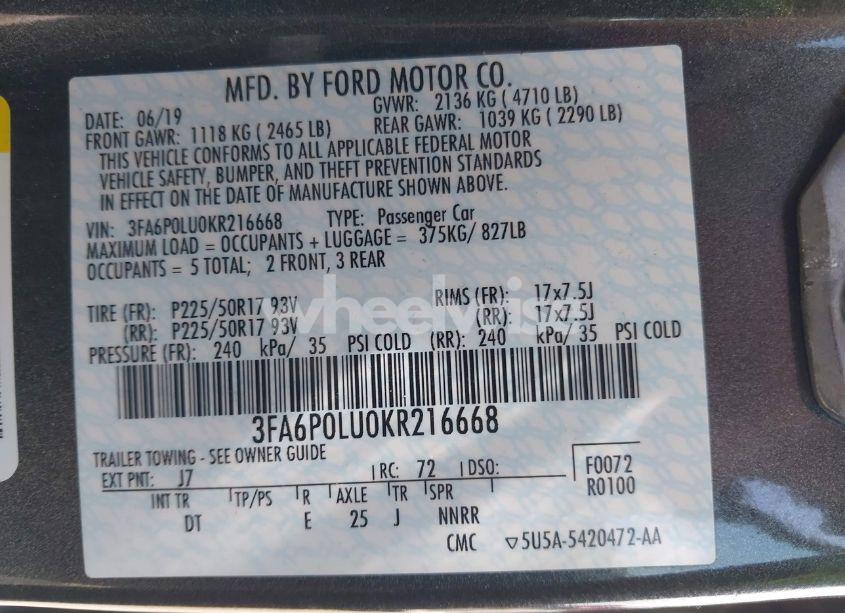 MFD. BY FORD MOTOR CO.
DATE: 06/19 GVWR: 2136 KG ( 4710 LB)
FRONT GAWR: 1118 KG ( 2465 LB) REAR GAWR: 1039 KG ( 2290 LB)
THIS VEHICLE CONFORMS TO ALL APPLICABLE FEDERAL MOTOR
VEHICLE SAFETY, BUMPER, AND THEFT PREVENTION STANDARDS
IN EFFECT ON THE DATE OF MANUFACTURE SHOWN ABOVE.
VIN: 3FA6P0LU0KR216668 TYPE: Passenger Car
MAXIMUM LOAD = OCCUPANTS + LUGGAGE = 375KG/ 827LB
OCCUPANTS = 5 TOTAL; 2 FRONT, 3 REAR
TIRE (FR): P225/50R17 93V RIMS (FR): 17x7.5J
(RR): P225/50R17 93V (RR): 17x7.5J
PRESSURE (FR): 240 kPa/ 35 PSI COLD (RR): 240 kPa/ 35 PSI COLD
3FA6P0LU0KR216668
TRAILER TOWING - SEE OWNER GUIDE
EXT PNT: J7 RC: 72 DSO: F0072
INT TR TP/PS R AXLE TR SPR R0100
DT E 25 J NNRR
CMC ▽5U5A-5420472-AA